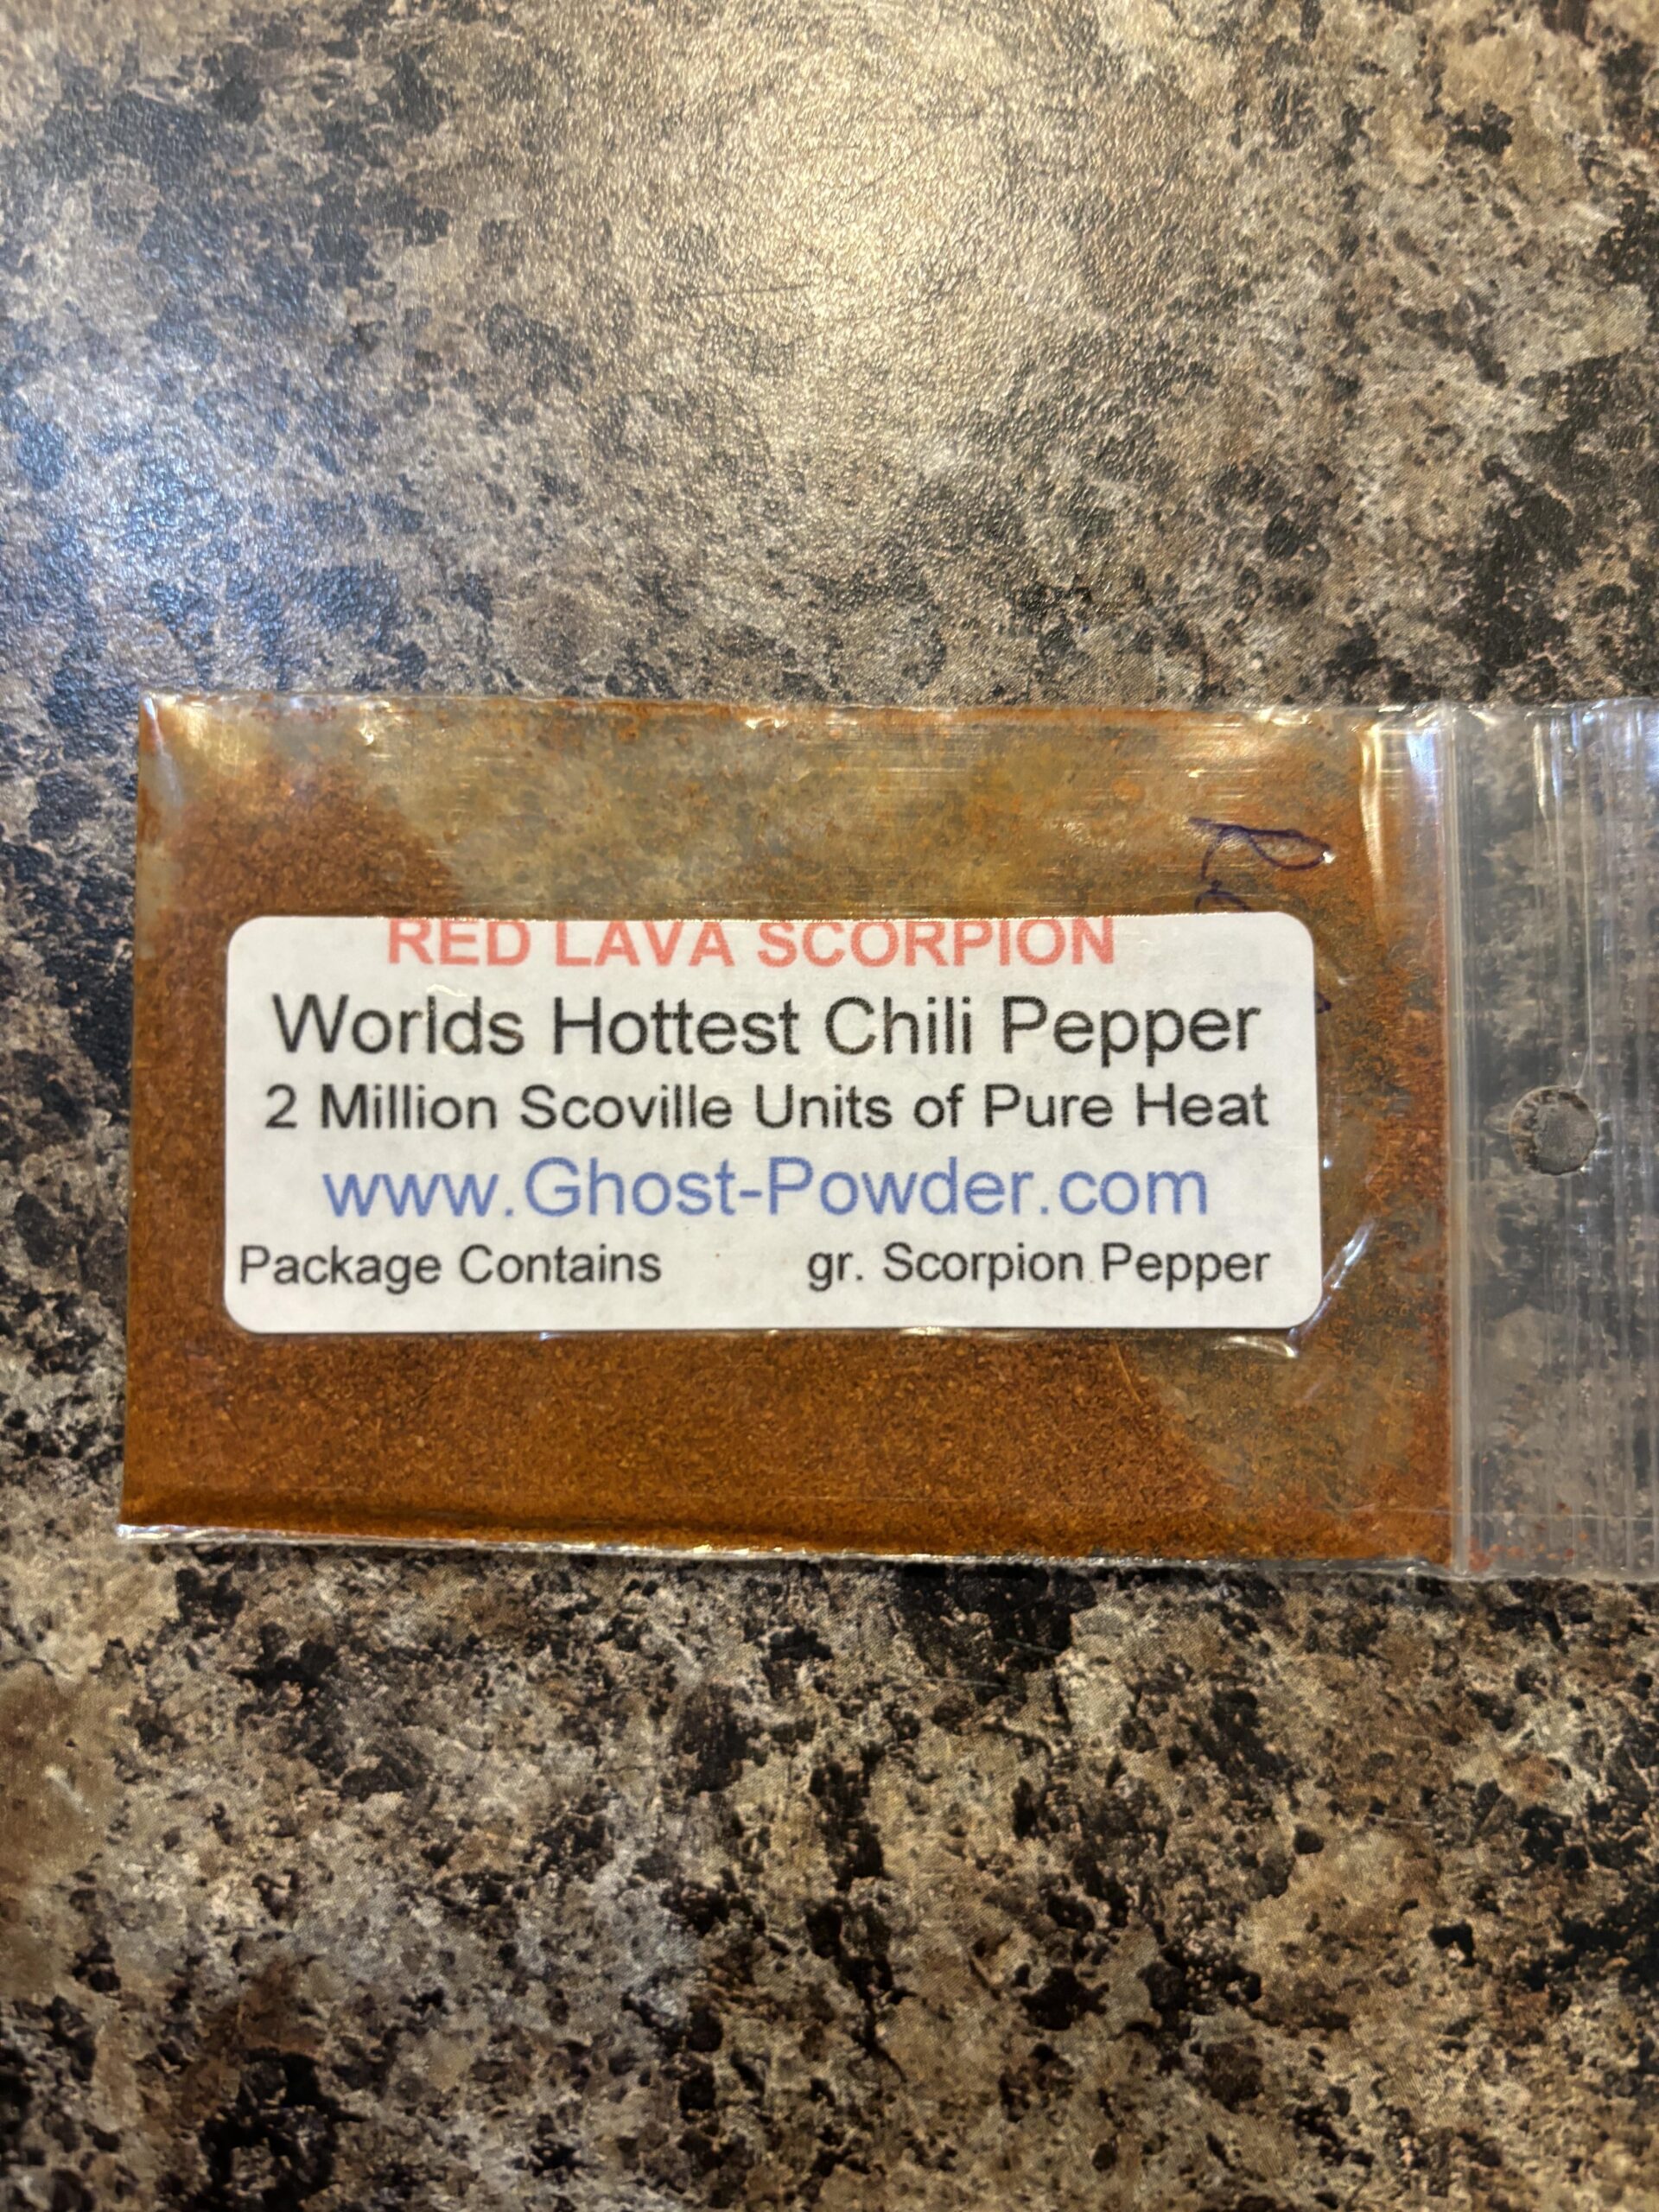 RED LAVA SCORPION
Worlds Hottest Chili Pepper
2 Million Scoville Units of Pure Heat
www.Ghost-Powder.com
Package Contains gr. Scorpion Pepper